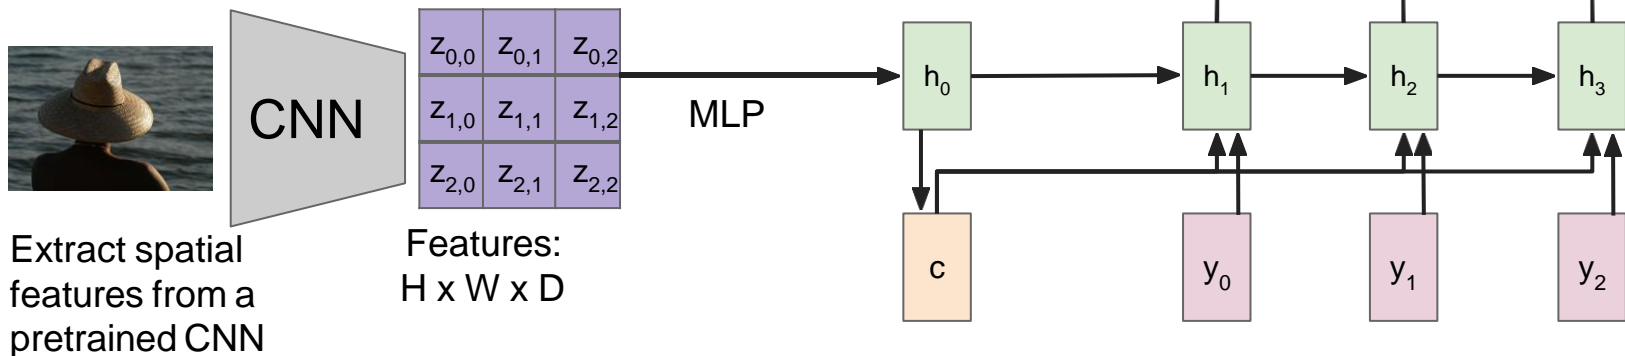 CNN
z0,0 z0,1 z0,2
z1,0 z1,1 z1,2
z2,0 z2,1 z2,2
MLP
h0 h1 h2 h3
c y0 y1 y2
Extract spatial
features from a
pretrained CNN
Features:
H x W x D